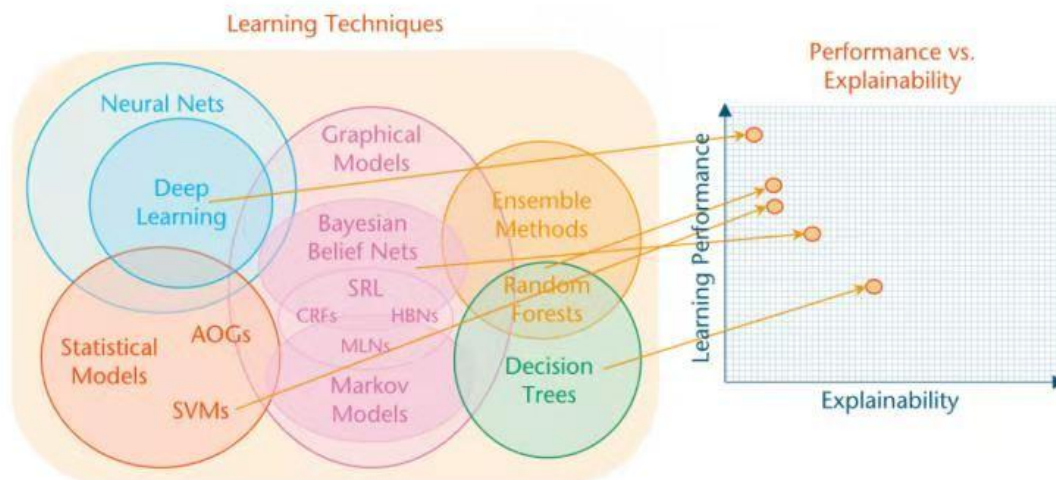 Learning Techniques
Neural Nets
Deep
Learning
Graphical
Models
Bayesian
Belief Nets
SRL
CRFs
HBNs
MLNs
Markov
Models
Ensemble
Methods
Random
Forests
Decision
Trees
Statistical
Models
AOGs
SVMs
Performance vs.
Explainability
Learning Performance
Explainability